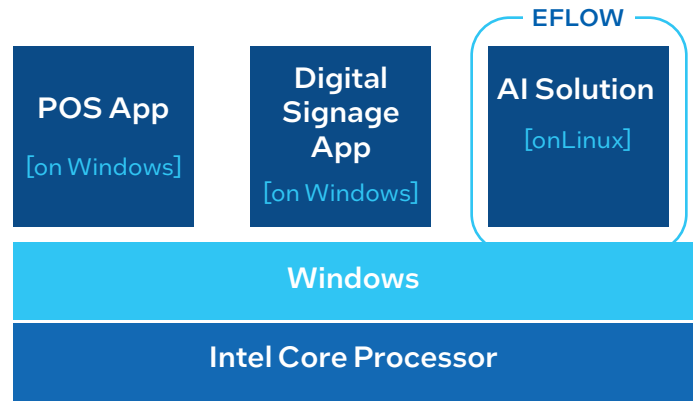 EFLOW
POS App
[on Windows]
Digital
Signage
App
[on Windows]
AI Solution
[onLinux]
Windows
Intel Core Processor